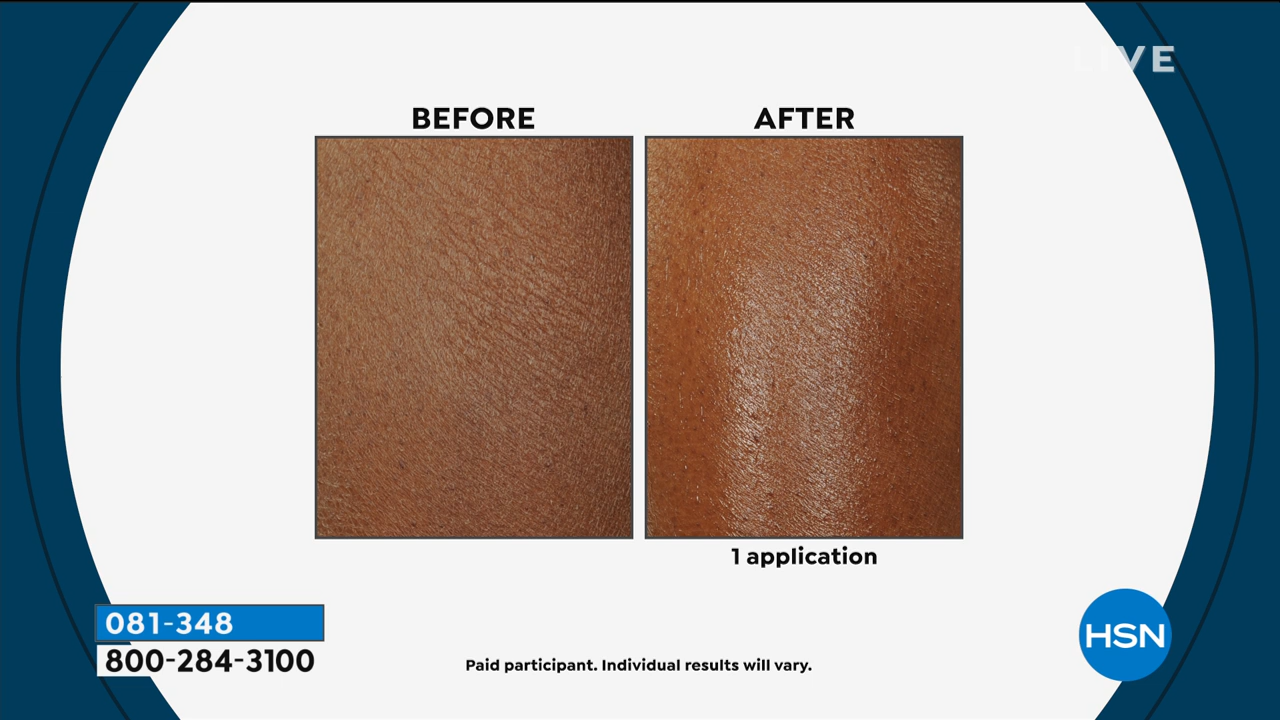 LIVE
BEFORE
AFTER
1 application
081-348
800-284-3100
Paid participant. Individual results will vary.
HSN